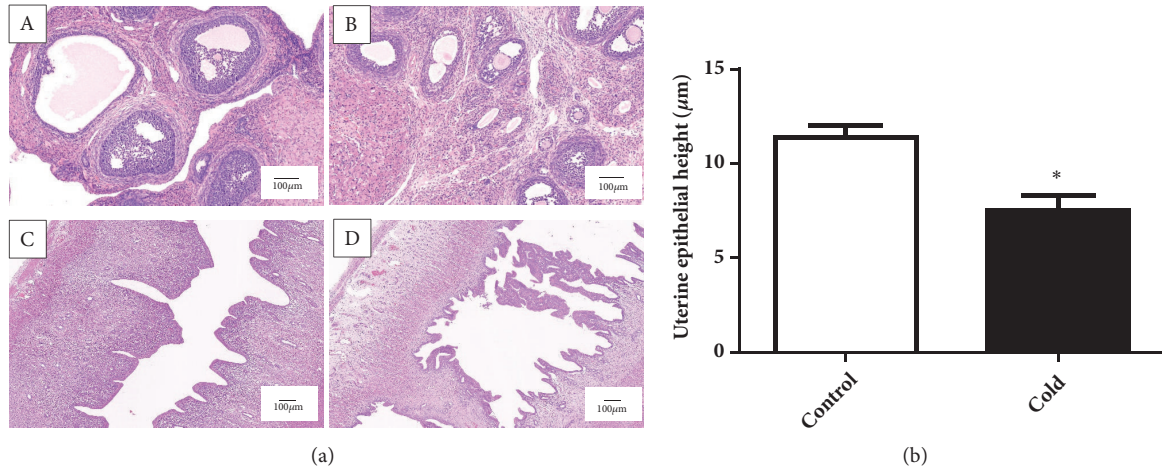 A
100μm
B
100μm
C
100μm
D
100μm
(a)
Uterine epithelial height (μm)
15
10
5
0
*
Control
Cold
(b)